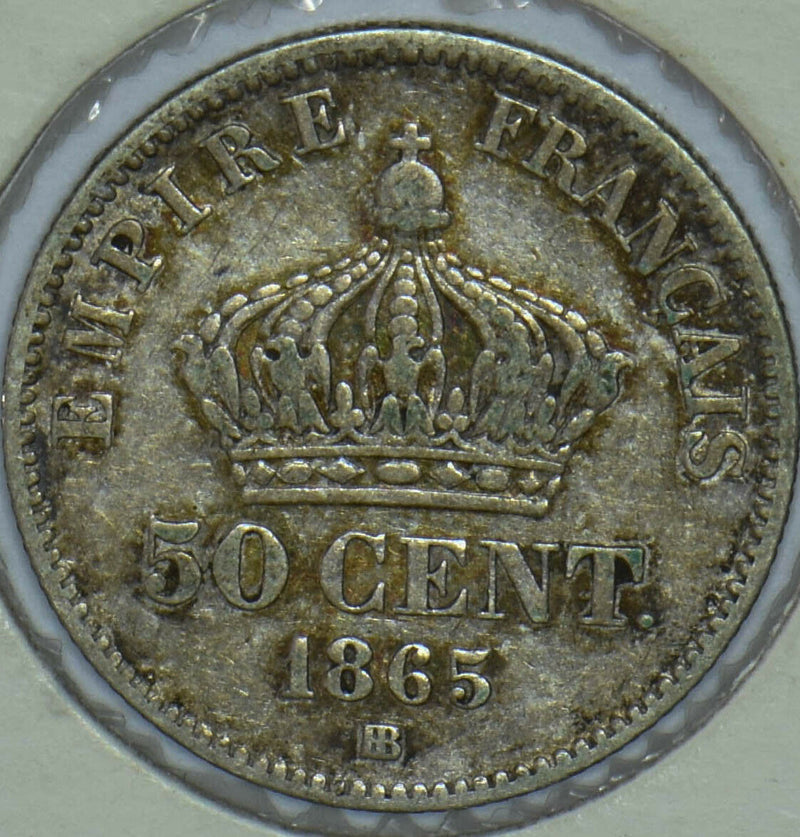 EMPIRE FRANÇAIS
50 CENT.
1865
BB